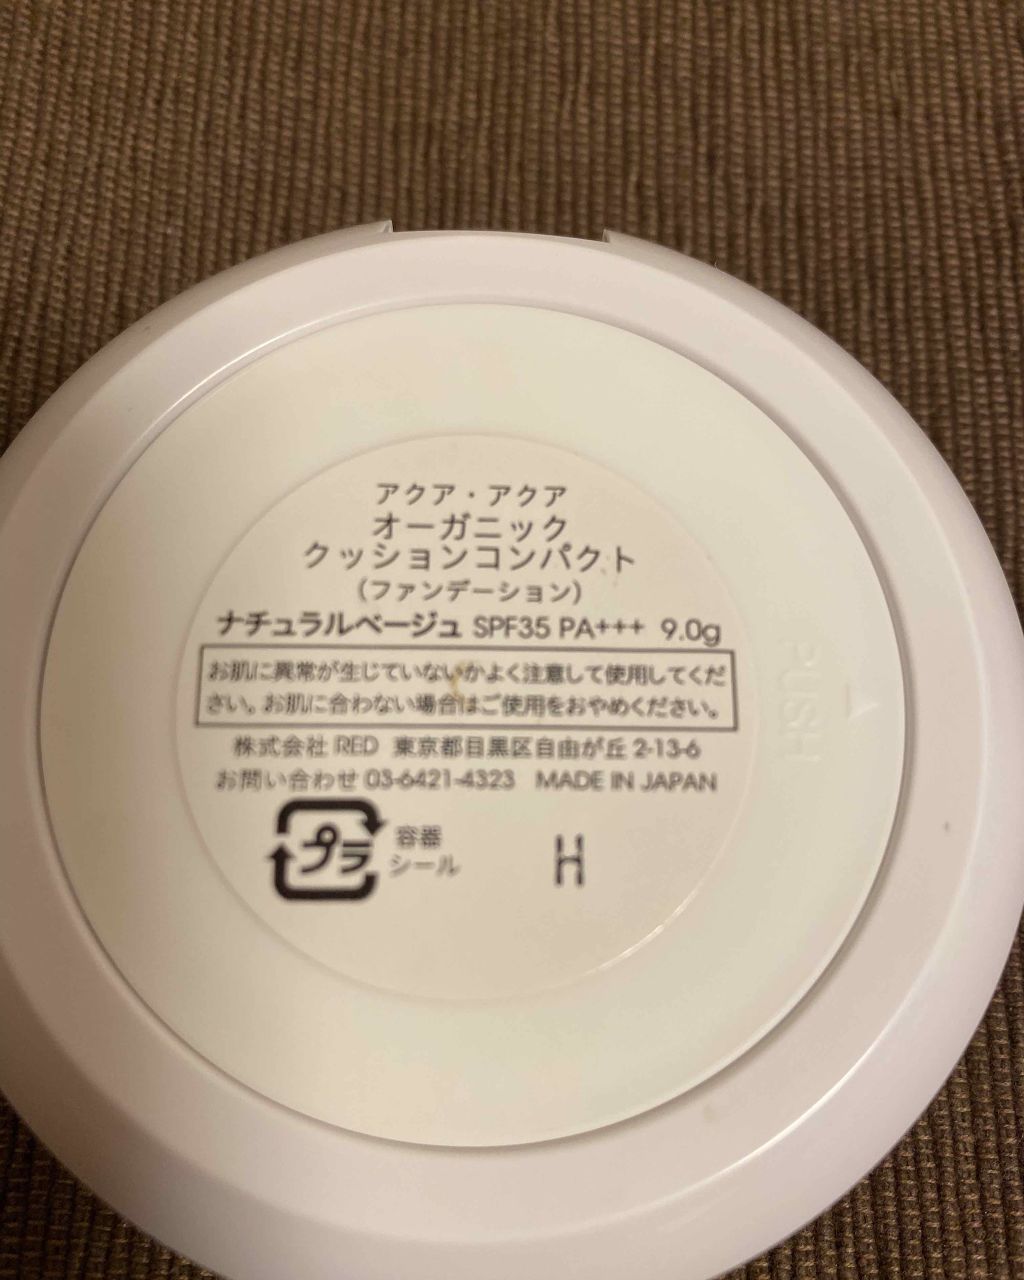 アクア・アクア
オーガニック
クッションコンパクト
(ファンデーション)
ナチュラルベージュ SPF35 PA+++ 9.0g
お肌に異常が生じていないかよく注意して使用してくだ
さい。お肌に合わない場合はご使用をおやめください。
株式会社 RED 東京都目黒区自由が丘 2-13-6
お問い合わせ 03-6421-4323 MADE IN JAPAN
プラ 容器
シール
H
PUSH